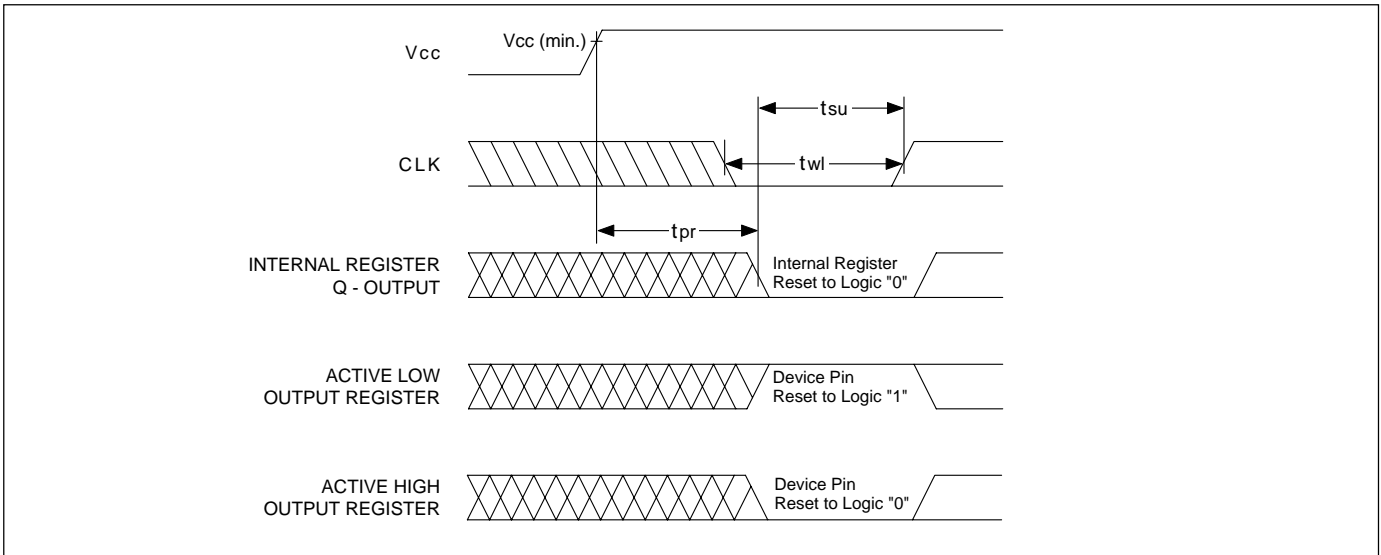 Vcc
Vcc (min.)
tsu
CLK
twl
tpr
INTERNAL REGISTER
Q - OUTPUT
Internal Register
Reset to Logic "0"
ACTIVE LOW
OUTPUT REGISTER
Device Pin
Reset to Logic "1"
ACTIVE HIGH
OUTPUT REGISTER
Device Pin
Reset to Logic "0"